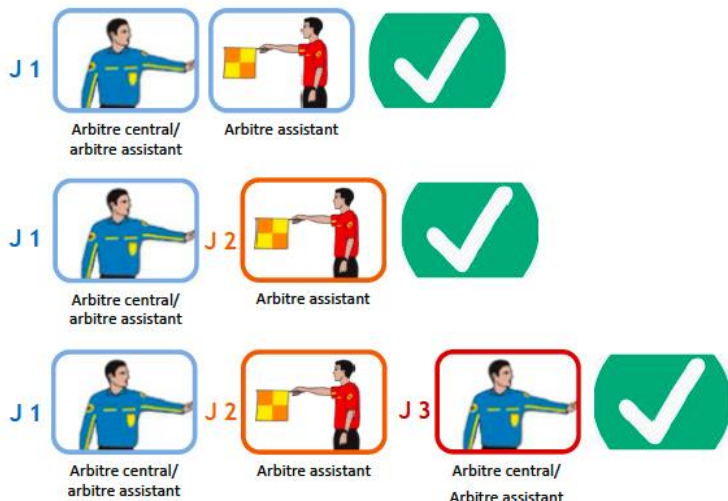 J 1
Arbitre central/ Arbitre assistant
arbitre assistant
J 1 J 2
Arbitre central/ Arbitre assistant
arbitre assistant
J 1 J 2 J 3
Arbitre central/ Arbitre assistant Arbitre central/
arbitre assistant Arbitre assistant